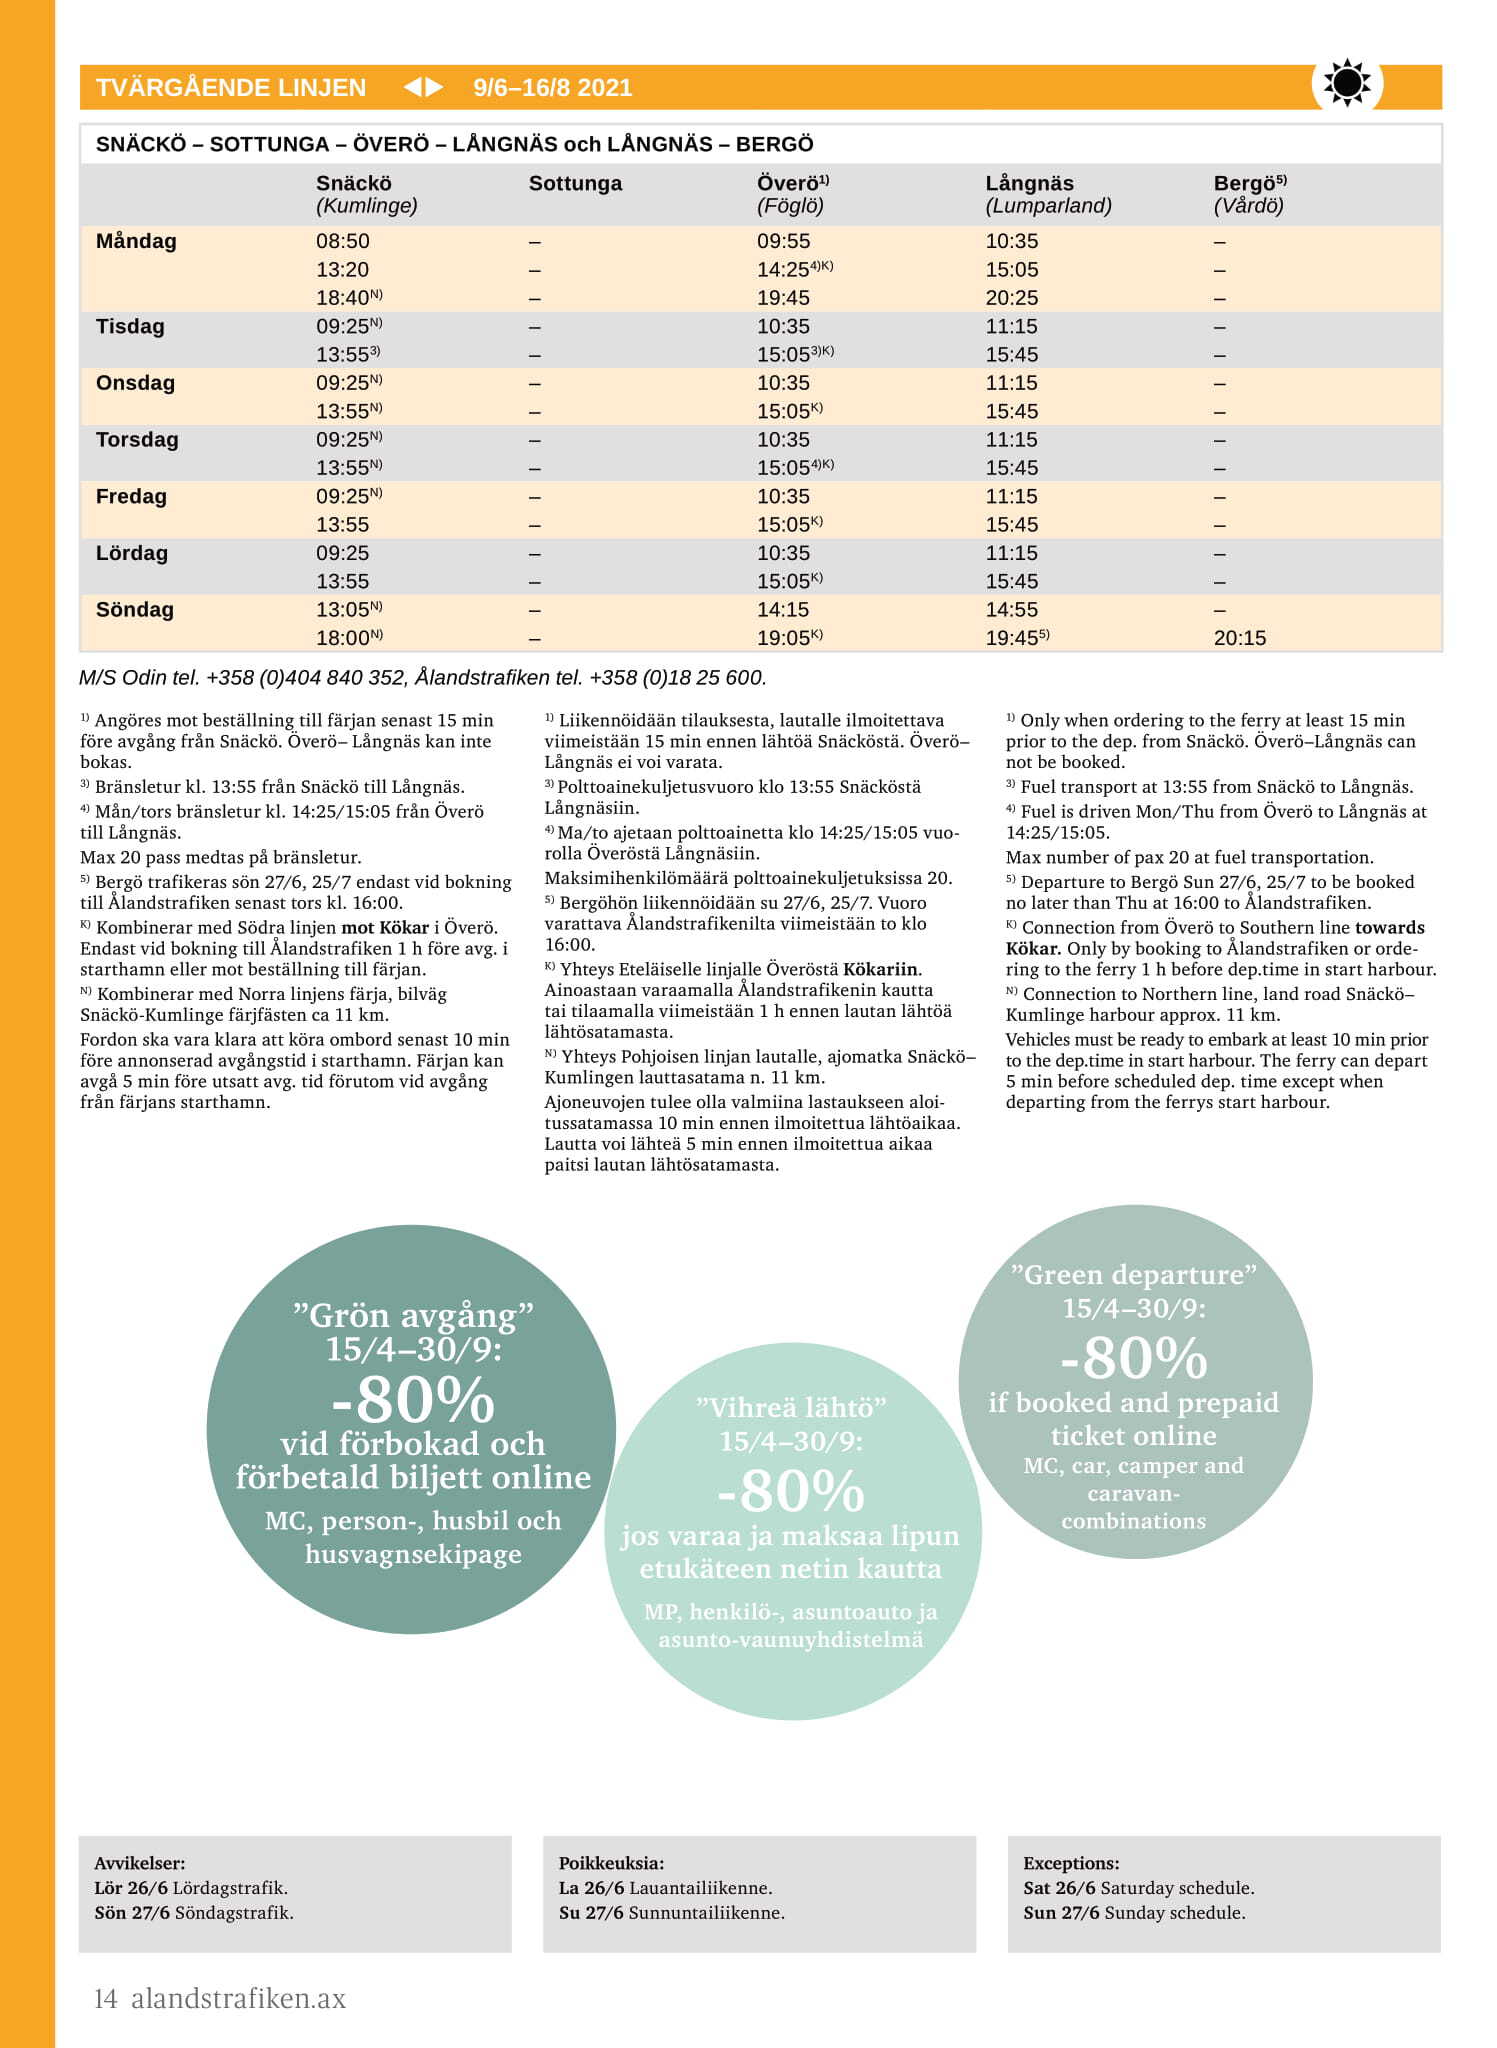 TVÄRGÅENDE LINJEN 9/6–16/8 2021
SNÄCKÖ – SOTTUNGA – ÖVERÖ – LÅNGNÄS och LÅNGNÄS – BERGÖ
Snäckö Sottunga Överö1) Långnäs Bergö5)
(Kumlinge) (Föglö) (Lumparland) (Vårdö)
Måndag 08:50 – 09:55 10:35 –
13:20 – 14:254)K) 15:05 –
18:40N) – 19:45 20:25 –
Tisdag 09:25N) – 10:35 11:15 –
13:553) – 15:053)K) 15:45 –
Onsdag 09:25N) – 10:35 11:15 –
13:55N) – 15:05K) 15:45 –
Torsdag 09:25N) – 10:35 11:15 –
13:55N) – 15:054)K) 15:45 –
Fredag 09:25N) – 10:35 11:15 –
13:55 – 15:05K) 15:45 –
Lördag 09:25 – 10:35 11:15 –
13:55 – 15:05K) 15:45 –
Söndag 13:05N) – 14:15 14:55 –
18:00N) – 19:05K) 19:455) 20:15
M/S Odin tel. +358 (0)404 840 352, Ålandstrafiken tel. +358 (0)18 25 600.
1) Angöres mot beställning till färjan senast 15 min
före avgång från Snäckö. Överö– Långnäs kan inte
bokas.
3) Bränsletur kl. 13:55 från Snäckö till Långnäs.
4) Mån/tors bränsletur kl. 14:25/15:05 från Överö
till Långnäs.
Max 20 pass medtas på bränsletur.
5) Bergö trafikeras sön 27/6, 25/7 endast vid bokning
till Ålandstrafiken senast tors kl. 16:00.
K) Kombinerar med Södra linjen mot Kökar i Överö.
Endast vid bokning till Ålandstrafiken 1 h före avg. i
starthamn eller mot beställning till färjan.
N) Kombinerar med Norra linjens färja, bilväg
Snäckö-Kumlinge färjfästen ca 11 km.
Fordon ska vara klara att köra ombord senast 10 min
före annonserad avgångstid i starthamn. Färjan kan
avgå 5 min före utsatt avg. tid förutom vid avgång
från färjans starthamn.
1) Liikennöidään tilauksesta, lautalle ilmoitettava
viimeistään 15 min ennen lähtöä Snäcköstä. Överö–
Långnäs ei voi varata.
3) Polttoainekuljetusvuoro klo 13:55 Snäcköstä
Långnäsiin.
4) Ma/to ajetaan polttoainetta klo 14:25/15:05 vuo-
rolla Överöstä Långnäsiin.
Maksimihenkilömäärä polttoainekuljetuksissa 20.
5) Bergöhön liikennöidään su 27/6, 25/7. Vuoro
varattava Ålandstrafikenilta viimeistään to klo
16:00.
K) Yhteys Eteläiselle linjalle Överöstä Kökariin.
Ainoastaan varaamalla Ålandstrafikenin kautta
tai tilaamalla viimeistään 1 h ennen lautan lähtöä
lähtösatamasta.
N) Yhteys Pohjoisen linjan lautalle, ajomatka Snäckö–
Kumlingen lauttasatama n. 11 km.
Ajoneuvojen tulee olla valmiina lastaukseen aloi-
tussatamassa 10 min ennen ilmoitettua lähtöaikaa.
Lautta voi lähteä 5 min ennen ilmoitettua aikaa
paitsi lautan lähtösatamasta.
1) Only when ordering to the ferry at least 15 min
prior to the dep. from Snäckö. Överö–Långnäs can
not be booked.
3) Fuel transport at 13:55 from Snäckö to Långnäs.
4) Fuel is driven Mon/Thu from Överö to Långnäs at
14:25/15:05.
Max number of pax 20 at fuel transportation.
5) Departure to Bergö Sun 27/6, 25/7 to be booked
no later than Thu at 16:00 to Ålandstrafiken.
K) Connection from Överö to Southern line towards
Kökar. Only by booking to Ålandstrafiken or orde-
ring to the ferry 1 h before dep.time in start harbour.
N) Connection to Northern line, land road Snäckö–
Kumlinge harbour approx. 11 km.
Vehicles must be ready to embark at least 10 min prior
to the dep.time in start harbour. The ferry can depart
5 min before scheduled dep. time except when
departing from the ferrys start harbour.
”Grön avgång”
15/4–30/9:
-80%
vid förbokad och
förbetald biljett online
MC, person-, husbil och
husvagnsekipage
”Vihreä lähtö”
15/4–30/9:
-80%
jos varaa ja maksaa lipun
etukäteen netin kautta
MP, henkilö-, asuntoauto ja
asunto-vaunuyhdistelmä
”Green departure”
15/4–30/9:
-80%
if booked and prepaid
ticket online
MC, car, camper and
caravan-
combinations
Avvikelser:
Lör 26/6 Lördagstrafik.
Sön 27/6 Söndagstrafik.
Poikkeuksia:
La 26/6 Lauantailiikenne.
Su 27/6 Sunnuntailiikenne.
Exceptions:
Sat 26/6 Saturday schedule.
Sun 27/6 Sunday schedule.
14 alandstrafiken.ax